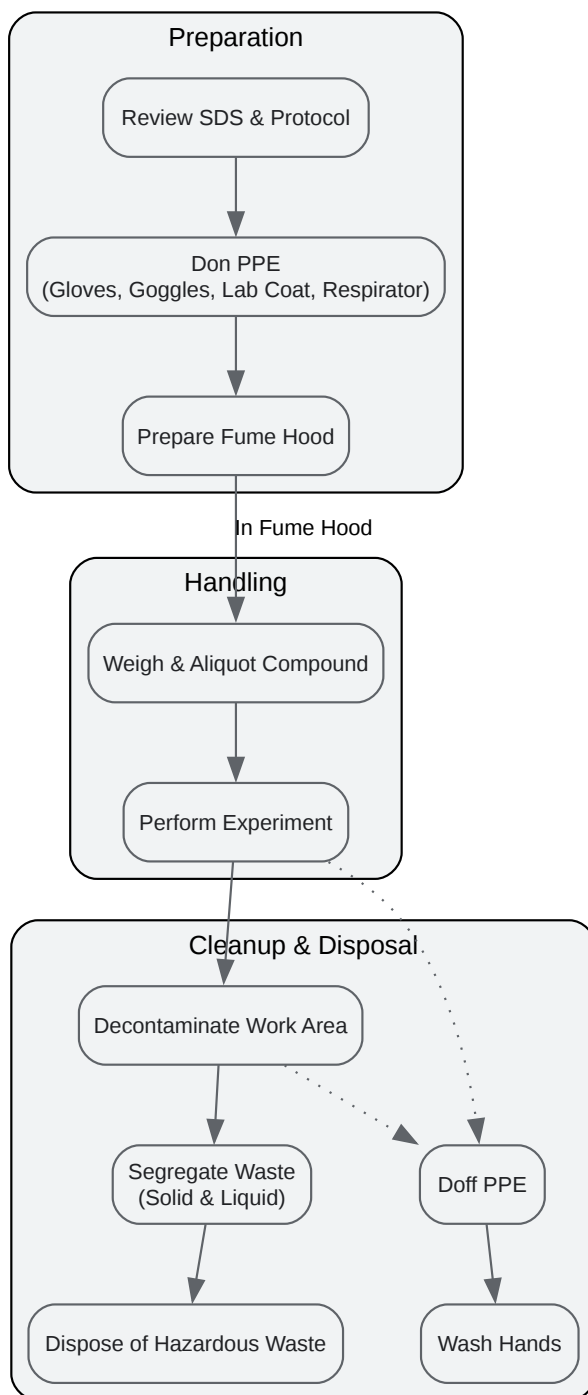 Preparation
Review SDS & Protocol
Don PPE
(Gloves, Goggles, Lab Coat, Respirator)
Prepare Fume Hood
In Fume Hood
Handling
Weigh & Aliquot Compound
Perform Experiment
Cleanup & Disposal
Decontaminate Work Area
Segregate Waste
(Solid & Liquid)
Doff PPE
Dispose of Hazardous Waste
Wash Hands